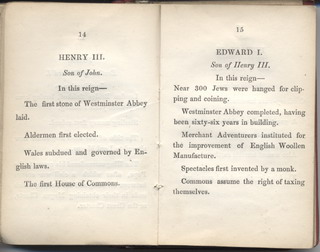 14
HENRY III.
Son of John.
In this reign—
The first stone of Westminster Abbey
laid.
Aldermen first elected.
Wales subdued and governed by En-
glish laws.
The first House of Commons.
15
EDWARD I.
Son of Henry III.
In this reign—
Near 300 Jews were hanged for clip-
ping and coining.
Westminster Abbey completed, having
been sixty-six years in building.
Merchant Adventurers instituted for
the improvement of English Woollen
Manufacture.
Spectacles first invented by a monk.
Commons assume the right of taxing
themselves.